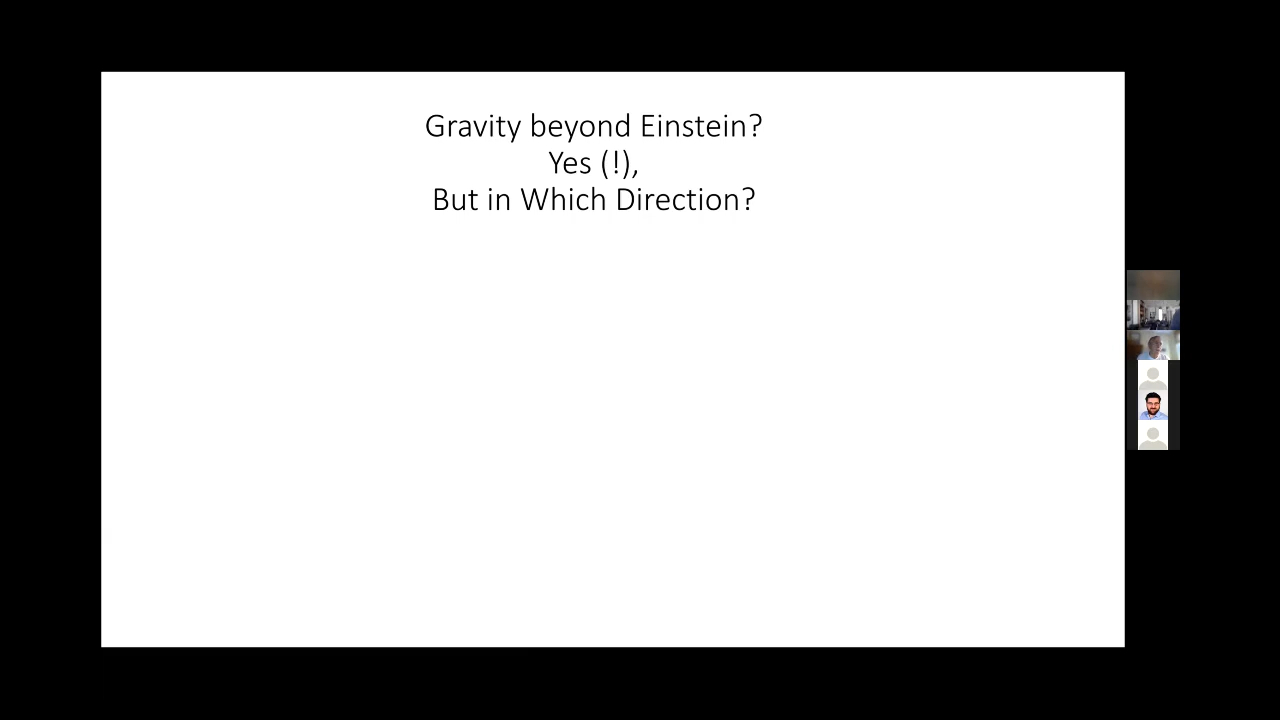 Gravity beyond Einstein?
Yes (!),
But in Which Direction?